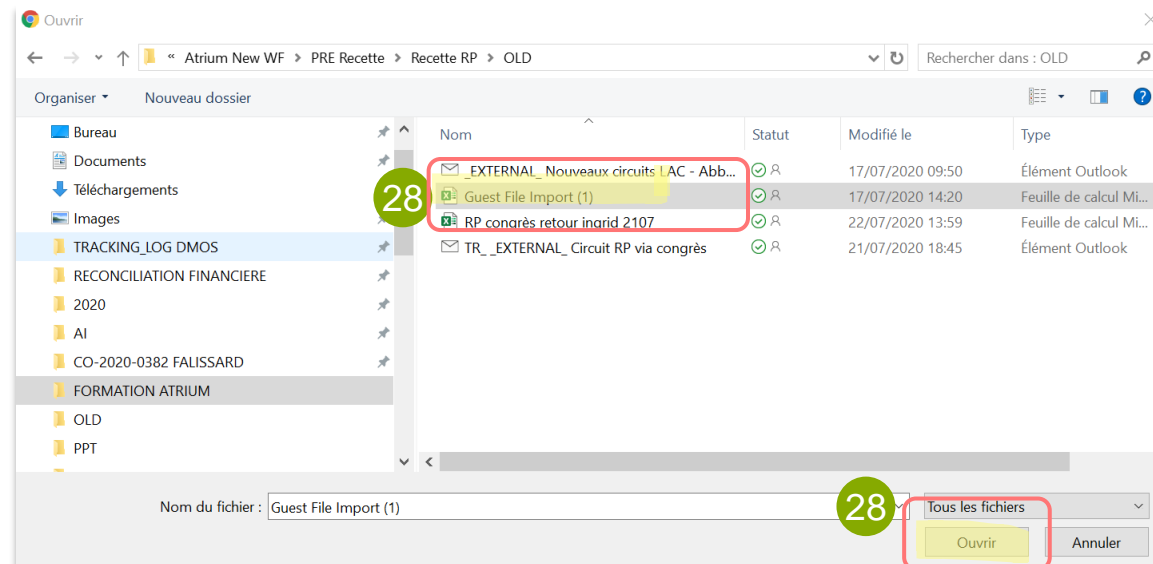 Ouvrir
« Atrium New WF > PRE Recette > Recette RP > OLD
Rechercher dans : OLD
Organiser
Nouveau dossier
?
Bureau
Documents
Téléchargements
Images
TRACKING_LOG DMOS
RECONCILIATION FINANCIERE
2020
AI
CO-2020-0382 FALISSARD
FORMATION ATRIUM
OLD
PPT
Nom Statut Modifié le Type
_EXTERNAL_ Nouveaux circuits LAC - Abb... 17/07/2020 09:50 Élément Outlook
28
Guest File Import (1) 17/07/2020 14:20 Feuille de calcul Mi...
RP congrès retour ingrid 2107 22/07/2020 13:59 Feuille de calcul Mi...
TR_ _EXTERNAL_ Circuit RP via congrès 21/07/2020 18:45 Élément Outlook
Nom du fichier : Guest File Import (1)
28
Tous les fichiers
Ouvrir Annuler